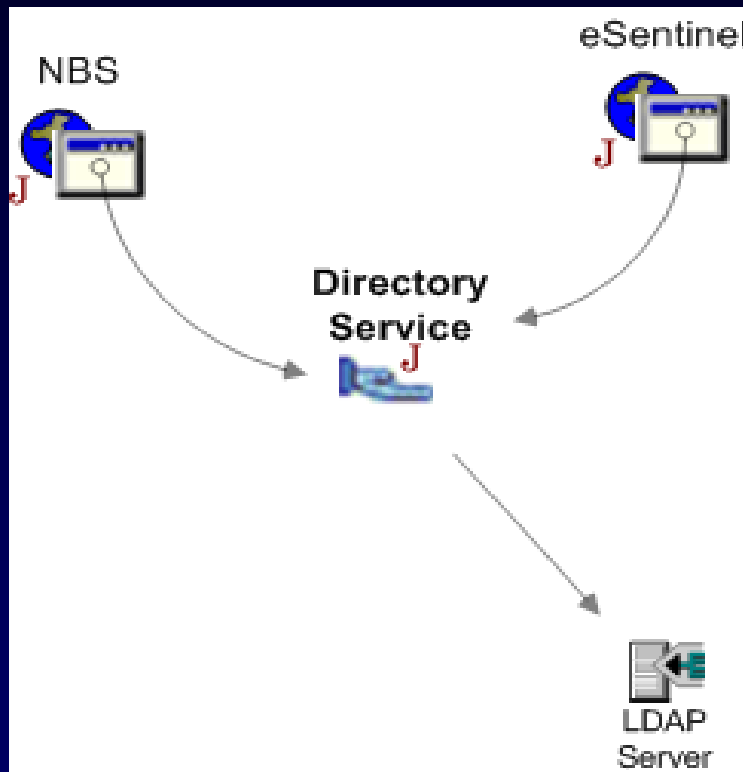 eSentinel
NBS
J
J
Directory
Service
J
LDAP
Server